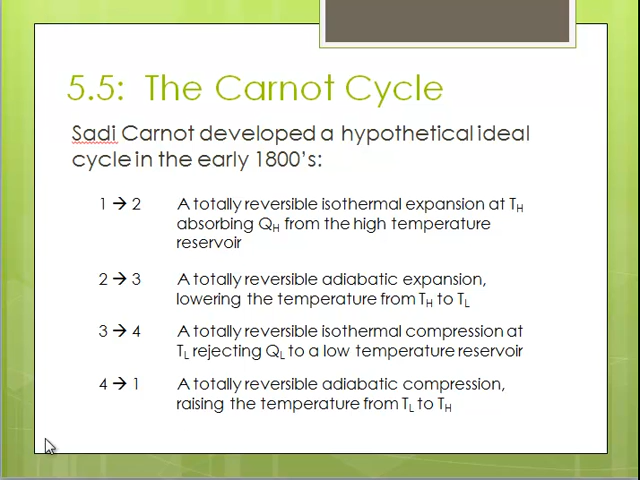 5.5:  The Carnot Cycle
Sadi Carnot developed a hypothetical ideal
cycle in the early 1800’s:
1 → 2 A totally reversible isothermal expansion at T_H
absorbing Q_H from the high temperature
reservoir
2 → 3 A totally reversible adiabatic expansion,
lowering the temperature from T_H to T_L
3 → 4 A totally reversible isothermal compression at
T_L rejecting Q_L to a low temperature reservoir
4 → 1 A totally reversible adiabatic compression,
raising the temperature from T_L to T_H